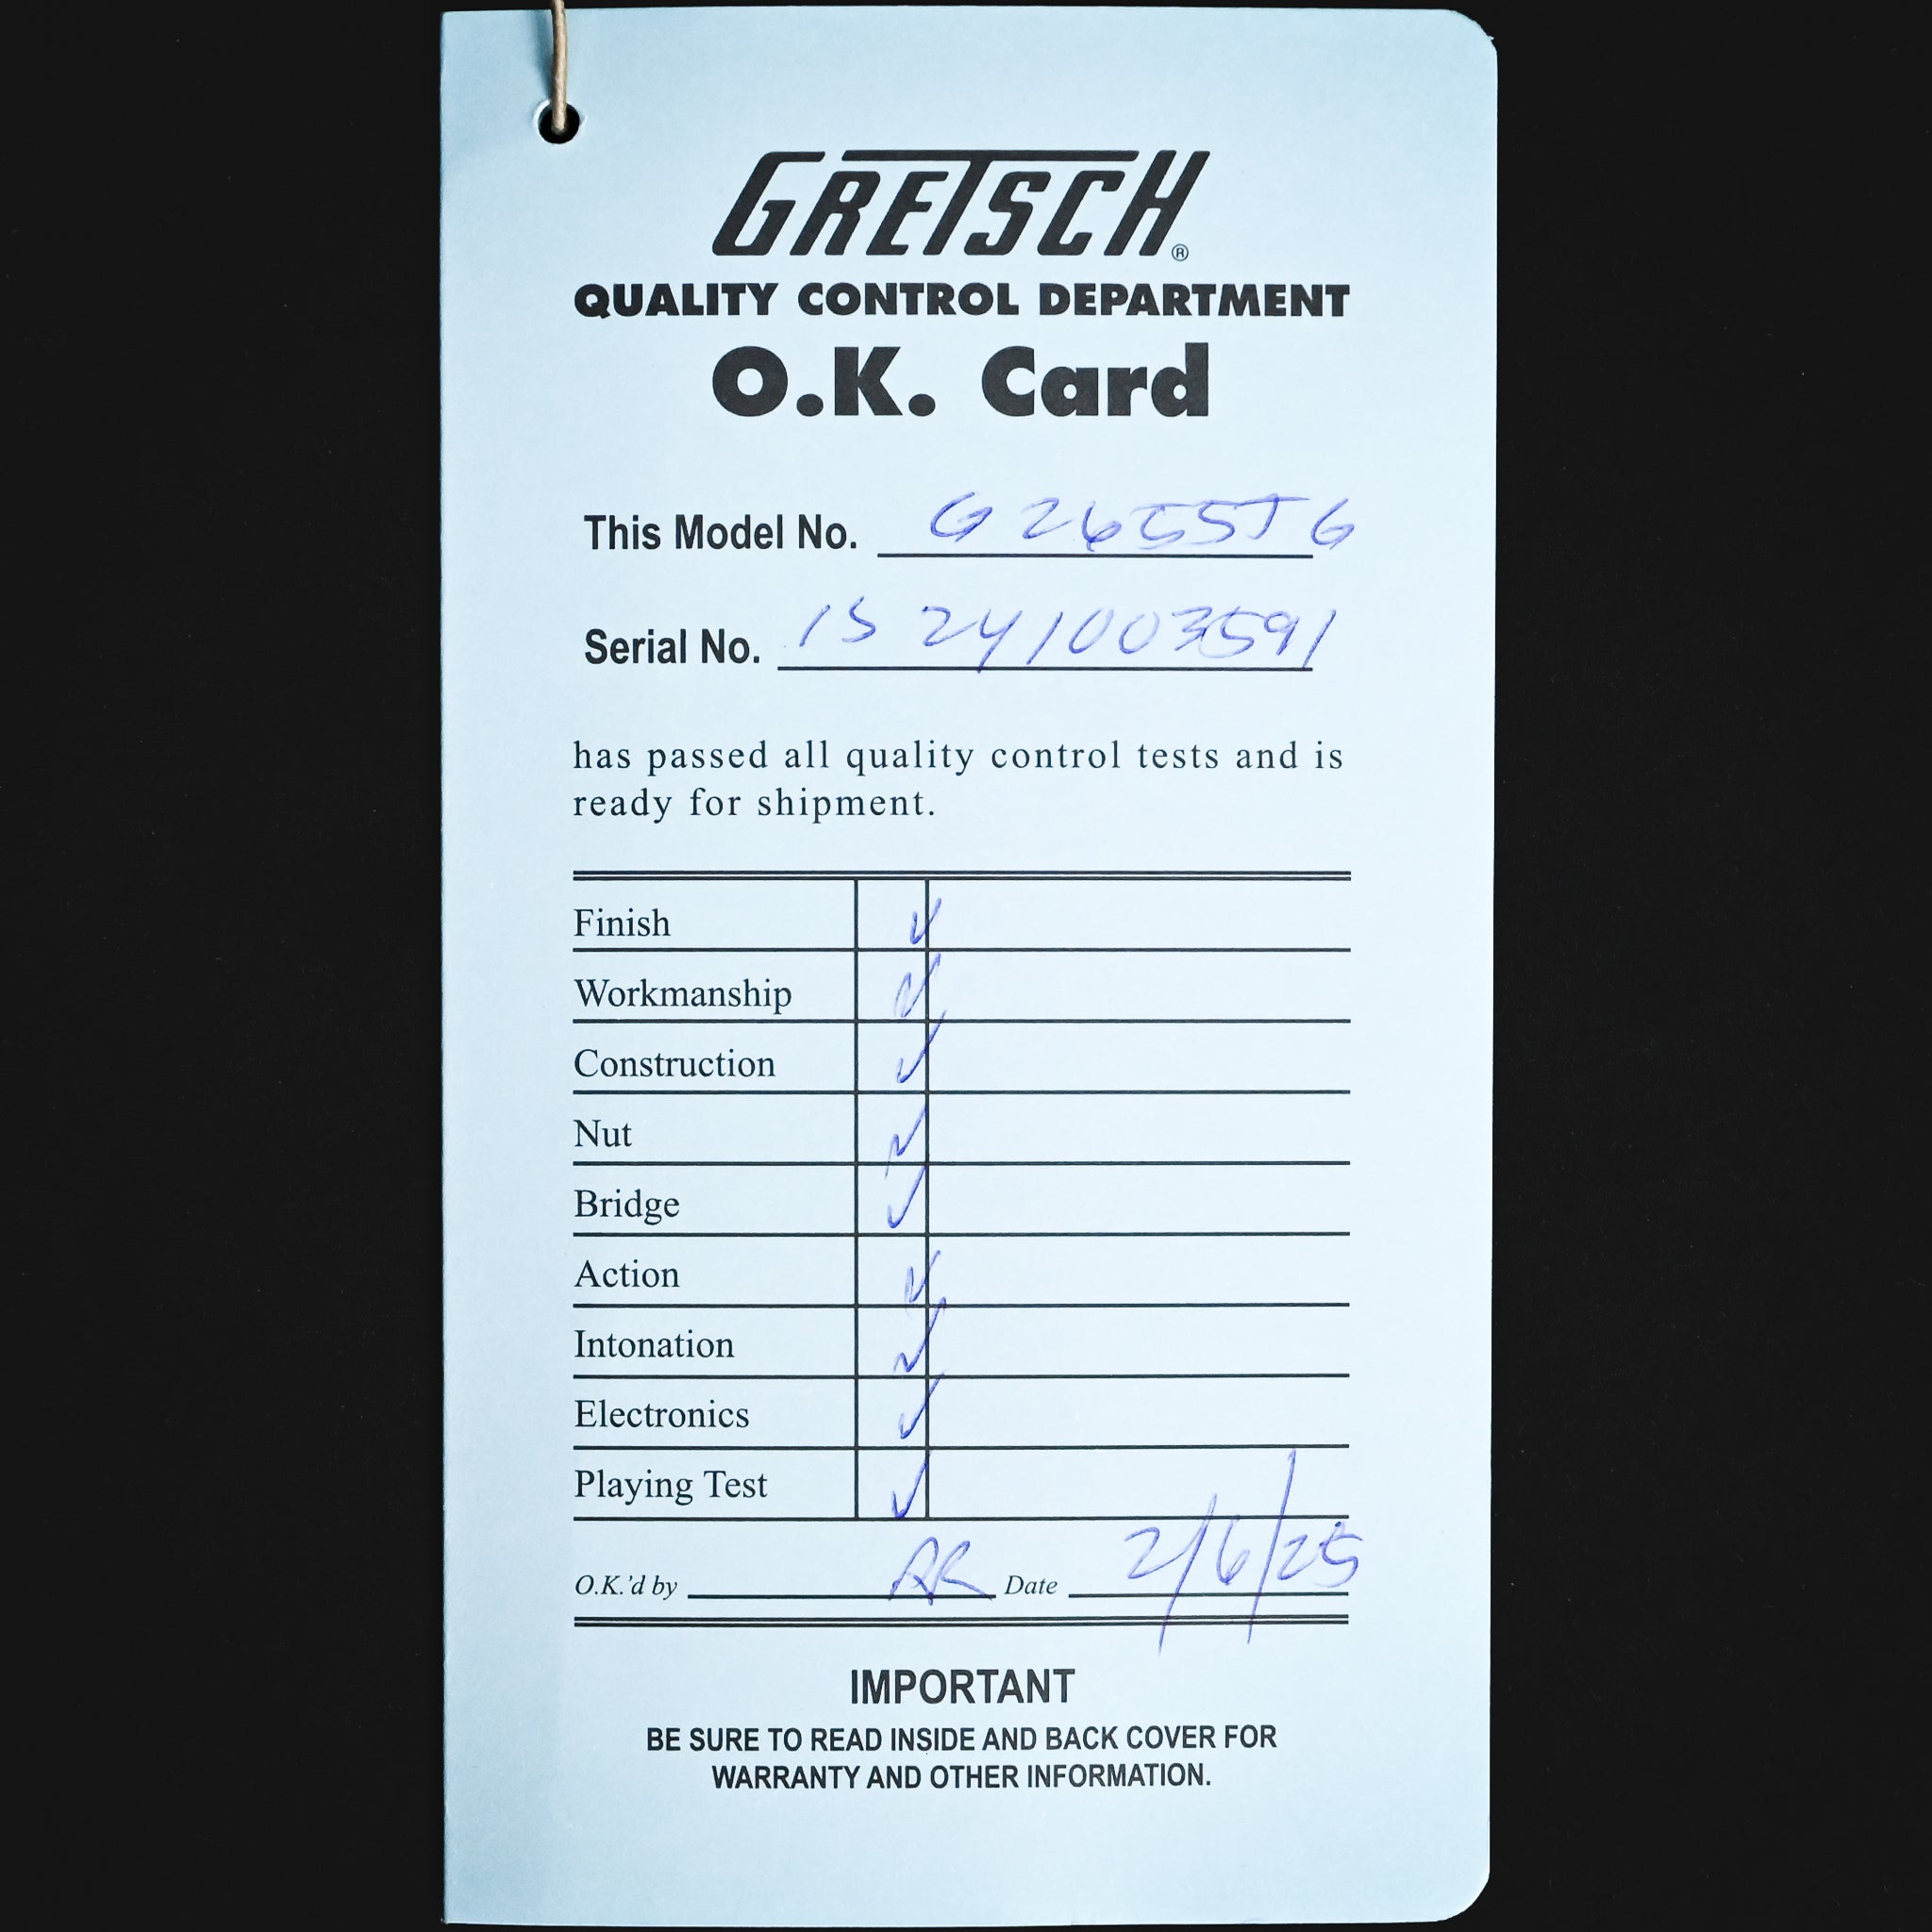 GRETSCH®
QUALITY CONTROL DEPARTMENT
O.K. Card
This Model No. G2655TG
Serial No. IS 241003591
has passed all quality control tests and is
ready for shipment.
Finish ✓
Workmanship ✓
Construction ✓
Nut ✓
Bridge ✓
Action ✓
Intonation ✓
Electronics ✓
Playing Test ✓
O.K.'d by AR Date 2/6/25
IMPORTANT
BE SURE TO READ INSIDE AND BACK COVER FOR
WARRANTY AND OTHER INFORMATION.